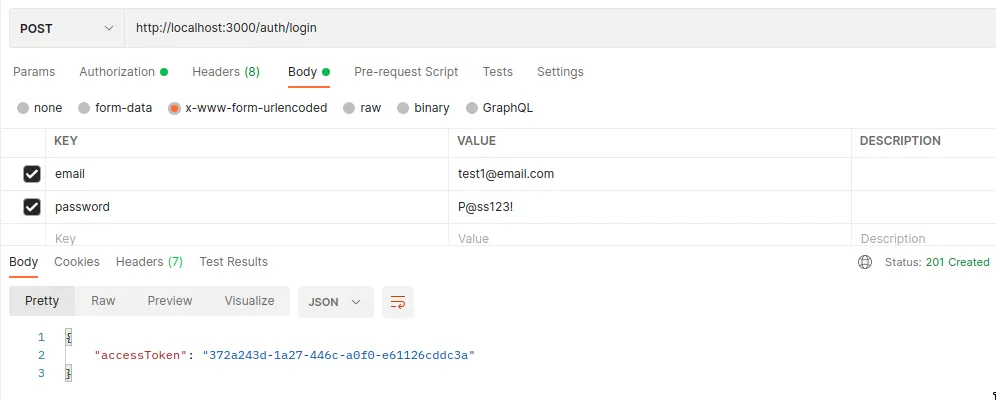 POST http://localhost:3000/auth/login
Params Authorization Headers (8) Body Pre-request Script Tests Settings
none form-data x-www-form-urlencoded raw binary GraphQL
KEY VALUE DESCRIPTION
email test1@email.com
password P@ss123!
Key Value Description
Body Cookies Headers (7) Test Results Status: 201 Created
Pretty Raw Preview Visualize JSON
1 {
2 "accessToken": "372a243d-1a27-446c-a0f0-e61126cddc3a"
3 }